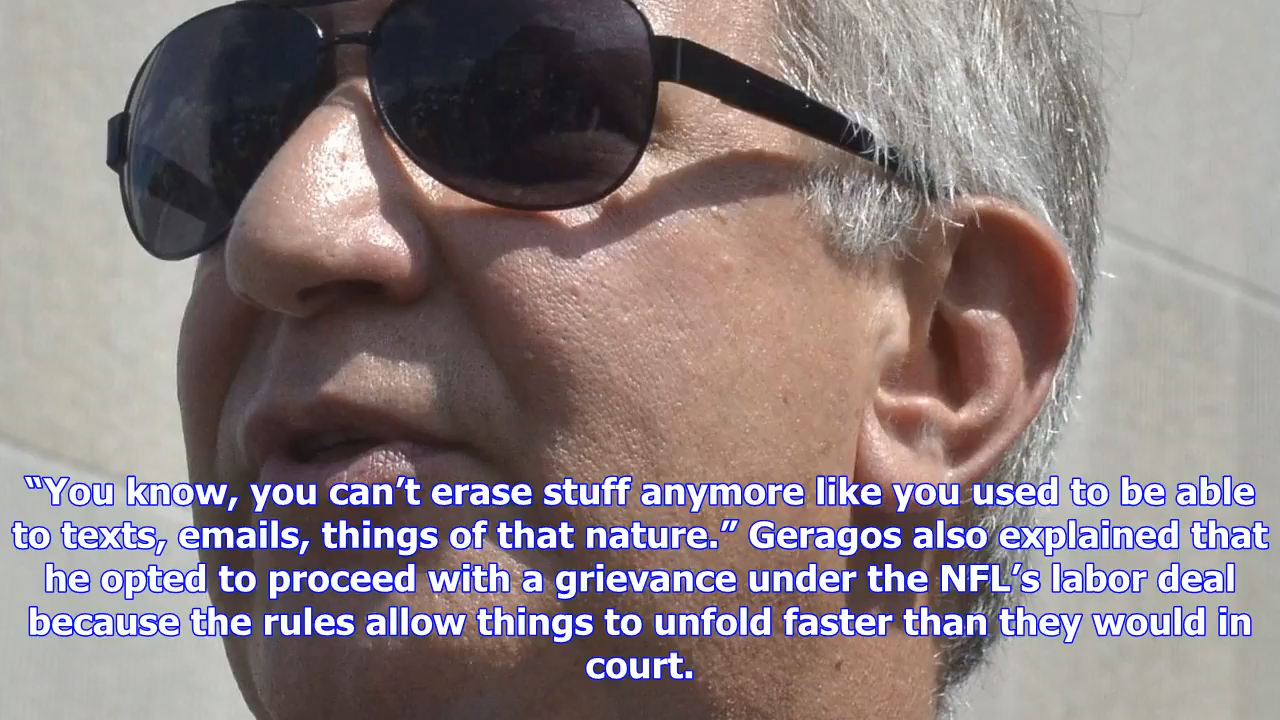 “You know, you can’t erase stuff anymore like you used to be able
to texts, emails, things of that nature.” Geragos also explained that
he opted to proceed with a grievance under the NFL’s labor deal
because the rules allow things to unfold faster than they would in
court.